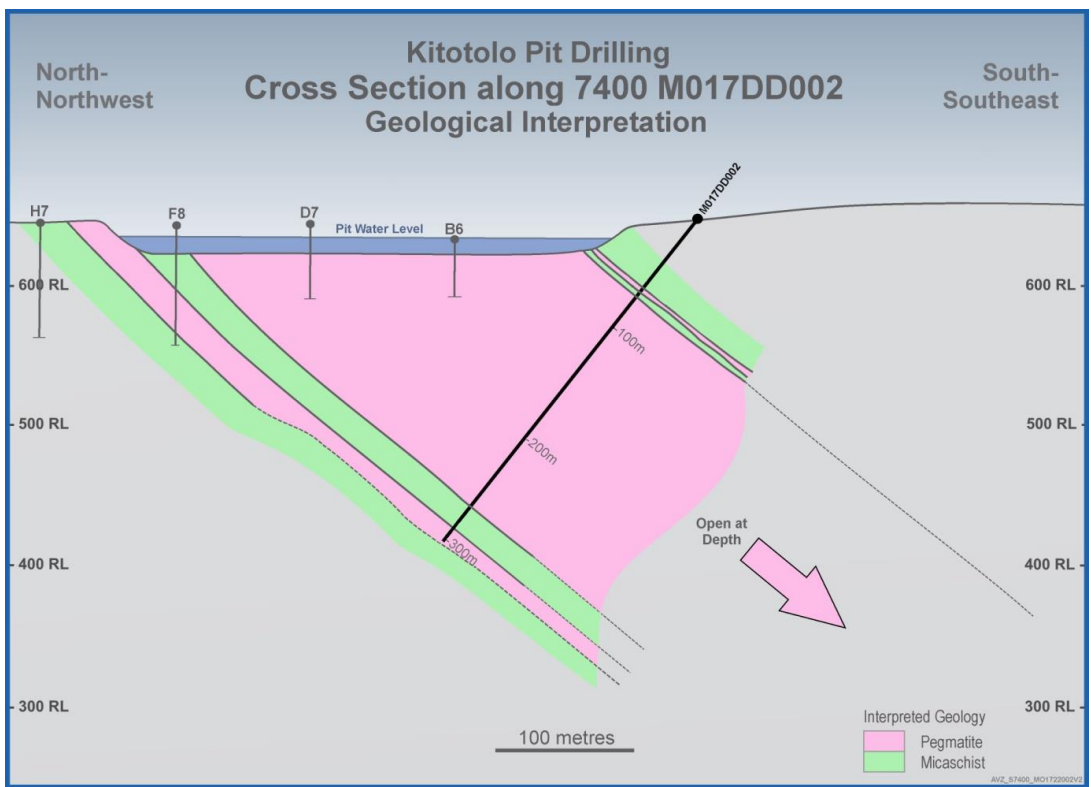 Kitotolo Pit Drilling
Cross Section along 7400 M017DD002
Geological Interpretation
North-
Northwest
South-
Southeast
H7
F8
D7
B6
M017DD002
Pit Water Level
600 RL
600 RL
-100m
500 RL
500 RL
-200m
Open at
Depth
-300m
400 RL
400 RL
300 RL
300 RL
100 metres
Interpreted Geology
Pegmatite
Micaschist
AVZ_S7400_MO1722002V2